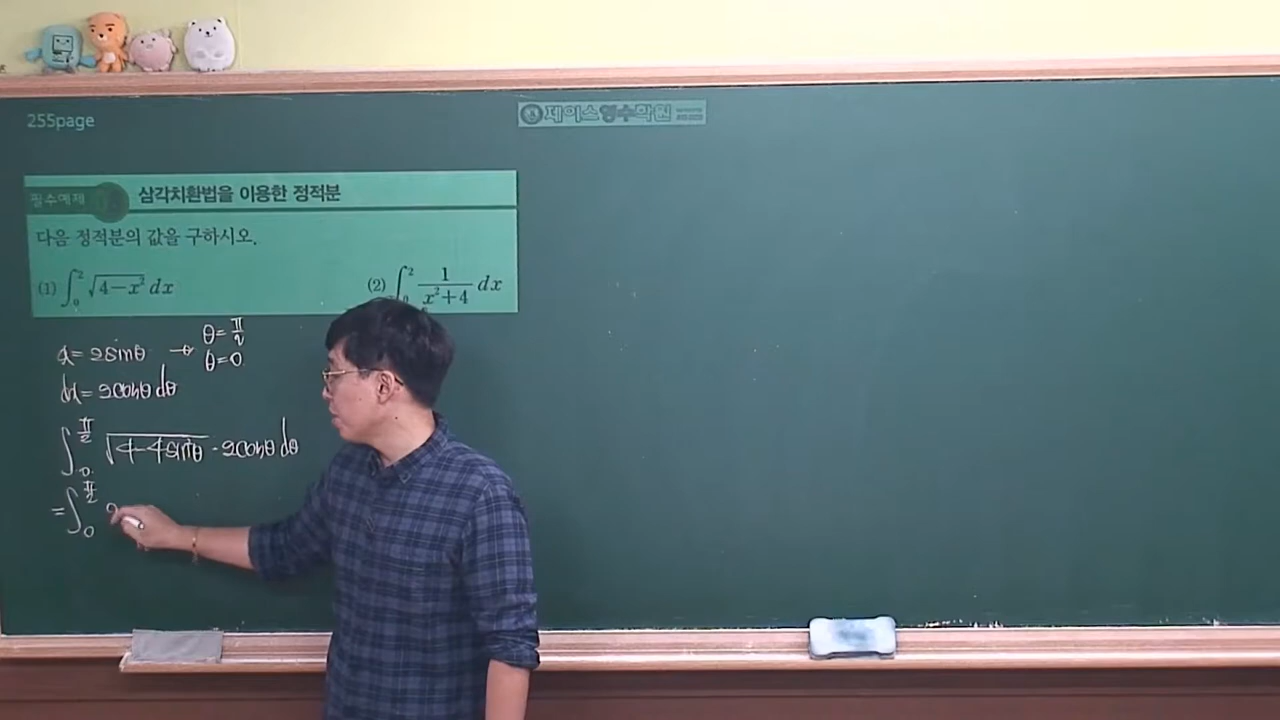 255page
제이스영수학원
필수예제
삼각치환법을 이용한 정적분
다음 정적분의 값을 구하시오.
(1) ∫₀² √(4−x²) dx
(2) ∫₀² 1/(x²+4) dx
x = 2sinθ → θ = π/2
θ = 0
dx = 2cosθ dθ
∫₀^(π/2) √(4−4sin²θ) · 2cosθ dθ
= ∫₀^(π/2) 2